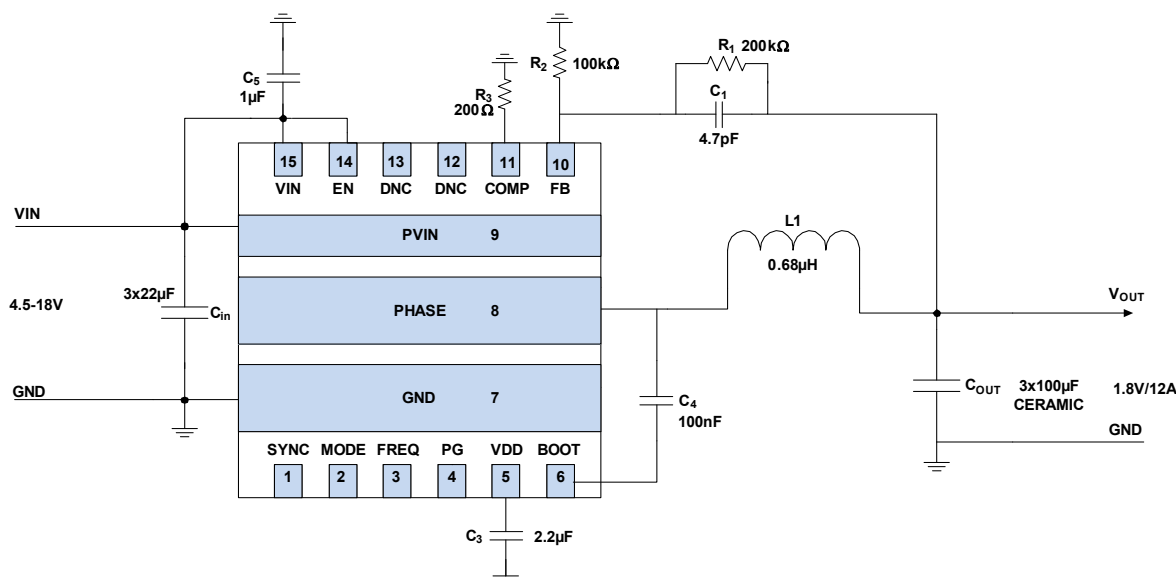 R₁ 200kΩ
R₂ 100kΩ
C₁
4.7pF
C₅
1µF
R₃
200Ω
15 14 13 12 11 10
VIN EN DNC DNC COMP FB
VIN
PVIN 9
L1
0.68µH
4.5-18V
3x22µF
Cin
PHASE 8
VOUT
GND
GND 7
C₄
100nF
COUT 3x100µF 1.8V/12A
CERAMIC
GND
SYNC MODE FREQ PG VDD BOOT
1 2 3 4 5 6
C₃ 2.2µF